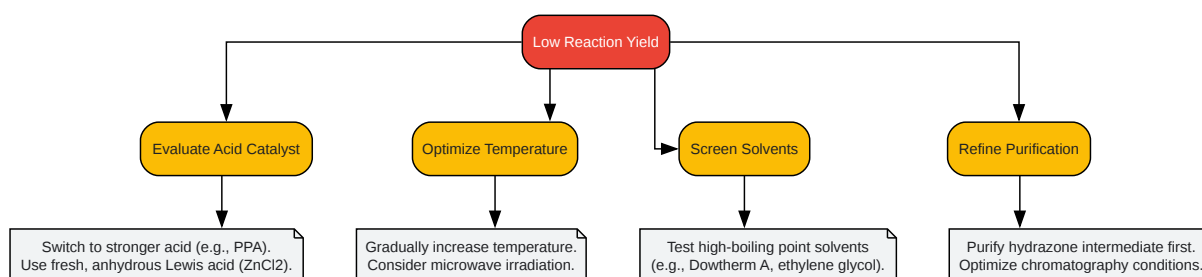 Low Reaction Yield
Evaluate Acid Catalyst
Optimize Temperature
Screen Solvents
Refine Purification
Switch to stronger acid (e.g., PPA).
Use fresh, anhydrous Lewis acid (ZnCl2).
Gradually increase temperature.
Consider microwave irradiation.
Test high-boiling point solvents
(e.g., Dowtherm A, ethylene glycol).
Purify hydrazone intermediate first.
Optimize chromatography conditions.